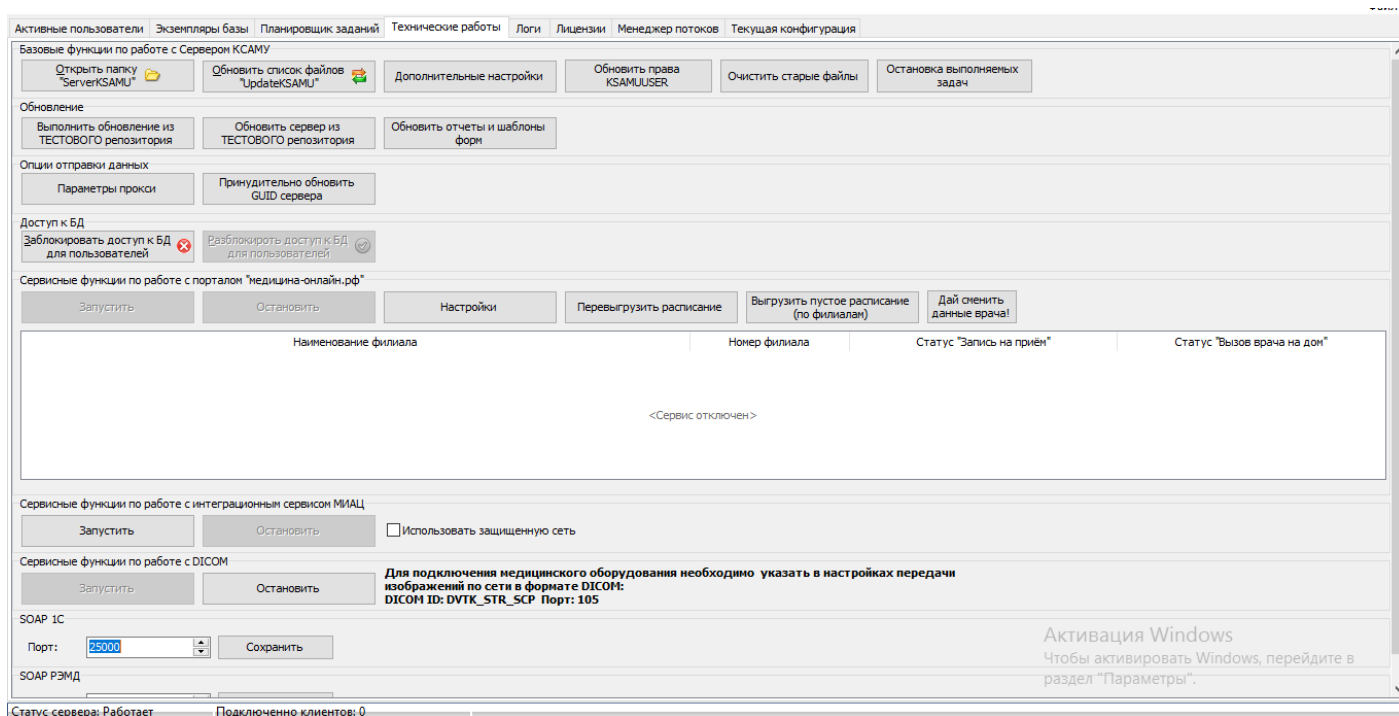 Активные пользователи Экземпляры базы Планировщик заданий Технические работы Логи Лицензии Менеджер потоков Текущая конфигурация
Базовые функции по работе с Сервером КСАМУ
Открыть папку "ServerKSAMU"
Обновить список файлов "UpdateKSAMU"
Дополнительные настройки
Обновить права KSAMUUSER
Очистить старые файлы
Остановка выполняемых задач
Обновление
Выполнить обновление из ТЕСТОВОГО репозитория
Обновить сервер из ТЕСТОВОГО репозитория
Обновить отчеты и шаблоны форм
Опции отправки данных
Параметры прокси
Принудительно обновить GUID сервера
Доступ к БД
Заблокировать доступ к БД для пользователей
Разблокироть доступ к БД для пользователей
Сервисные функции по работе с порталом "медицина-онлайн.рф"
Запустить Остановить Настройки Перевыгрузить расписание
Выгрузить пустое расписание (по филиалам)
Дай сменить данные врача!
Наименование филиала Номер филиала Статус "Запись на приём" Статус "Вызов врача на дом"
<Сервис отключен>
Сервисные функции по работе с интеграционным сервисом МИАЦ
Запустить Остановить Использовать защищенную сеть
Сервисные функции по работе с DICOM
Запустить Остановить
Для подключения медицинского оборудования необходимо указать в настройках передачи
изображений по сети в формате DICOM:
DICOM ID: DVTK_STR_SCP Порт: 105
SOAP 1C
Порт: 25000 Сохранить
SOAP РЭМД
Активация Windows
Чтобы активировать Windows, перейдите в
раздел "Параметры".
Статус сервера: Работает Подключенно клиентов: 0